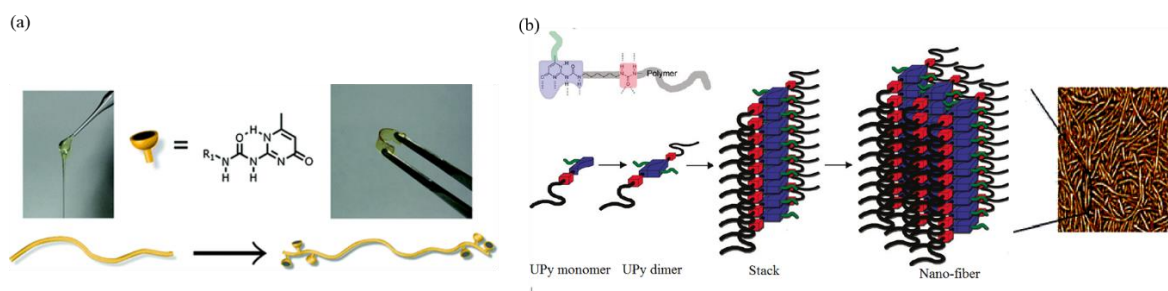 (a)
=
R1
N
H
O
H
N
N
H
N
O
(b)
Polymer
UPy monomer
UPy dimer
Stack
Nano-fiber